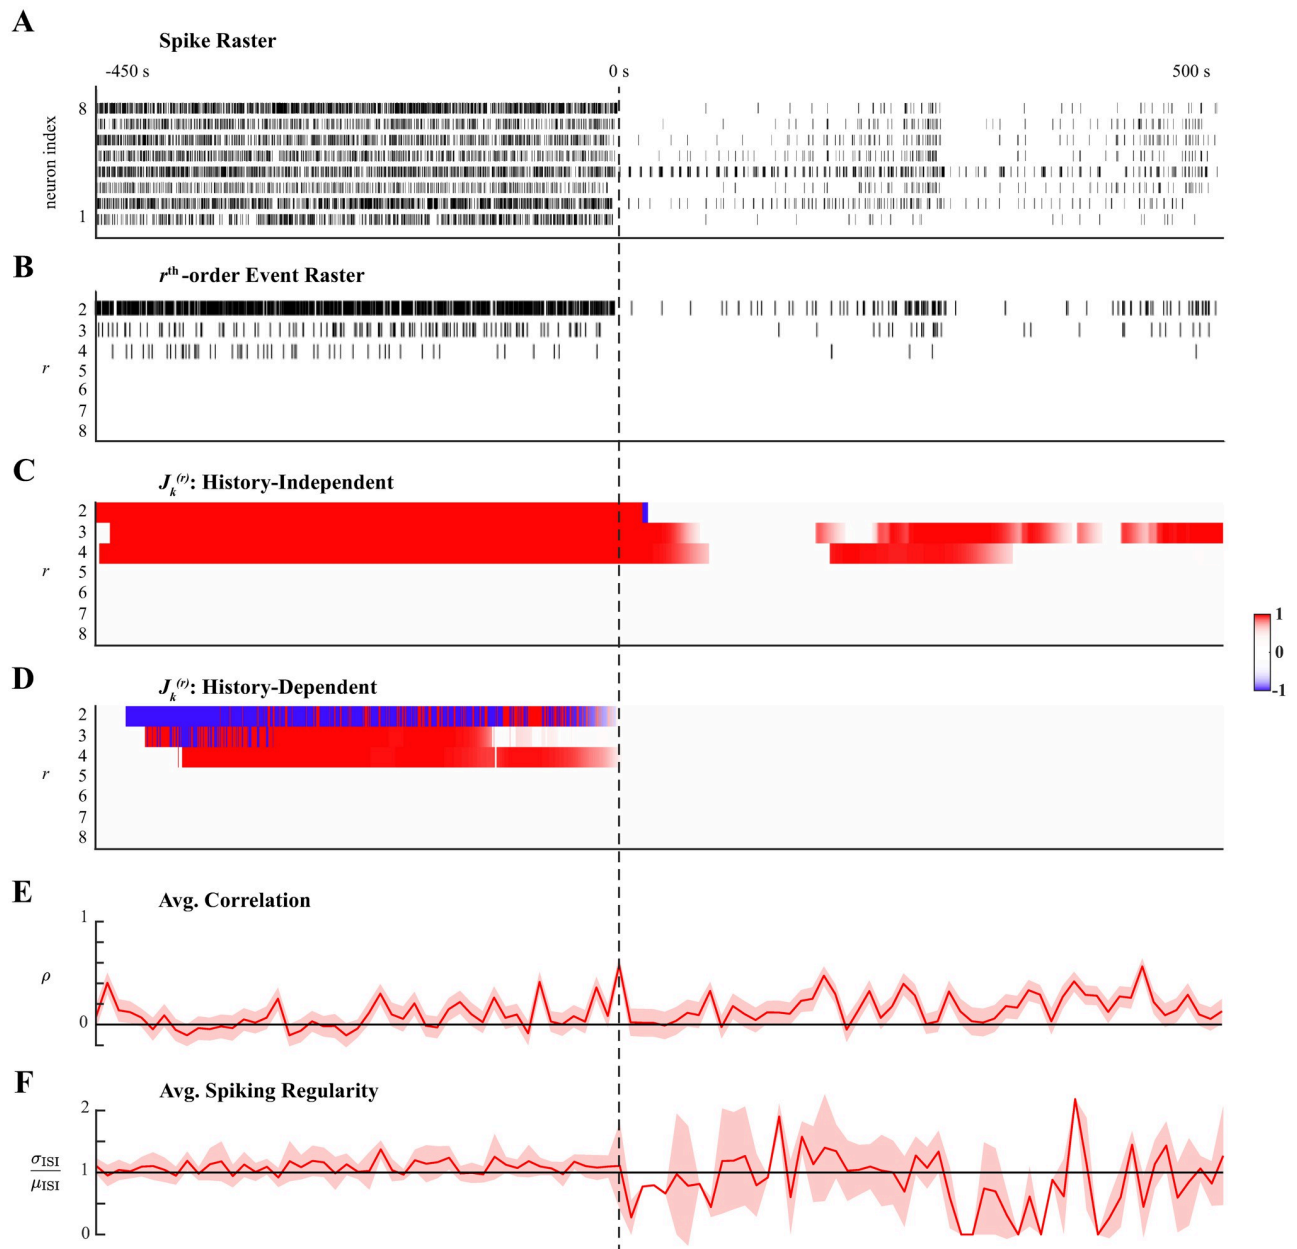 A
Spike Raster
-450 s 0 s 500 s
neuron index
8
1
B
rth-order Event Raster
r
2
3
4
5
6
7
8
C
Jk(r): History-Independent
r
2
3
4
5
6
7
8
1
0
-1
D
Jk(r): History-Dependent
r
2
3
4
5
6
7
8
E
Avg. Correlation
ρ
1
0
F
Avg. Spiking Regularity
σISI
μISI
2
1
0